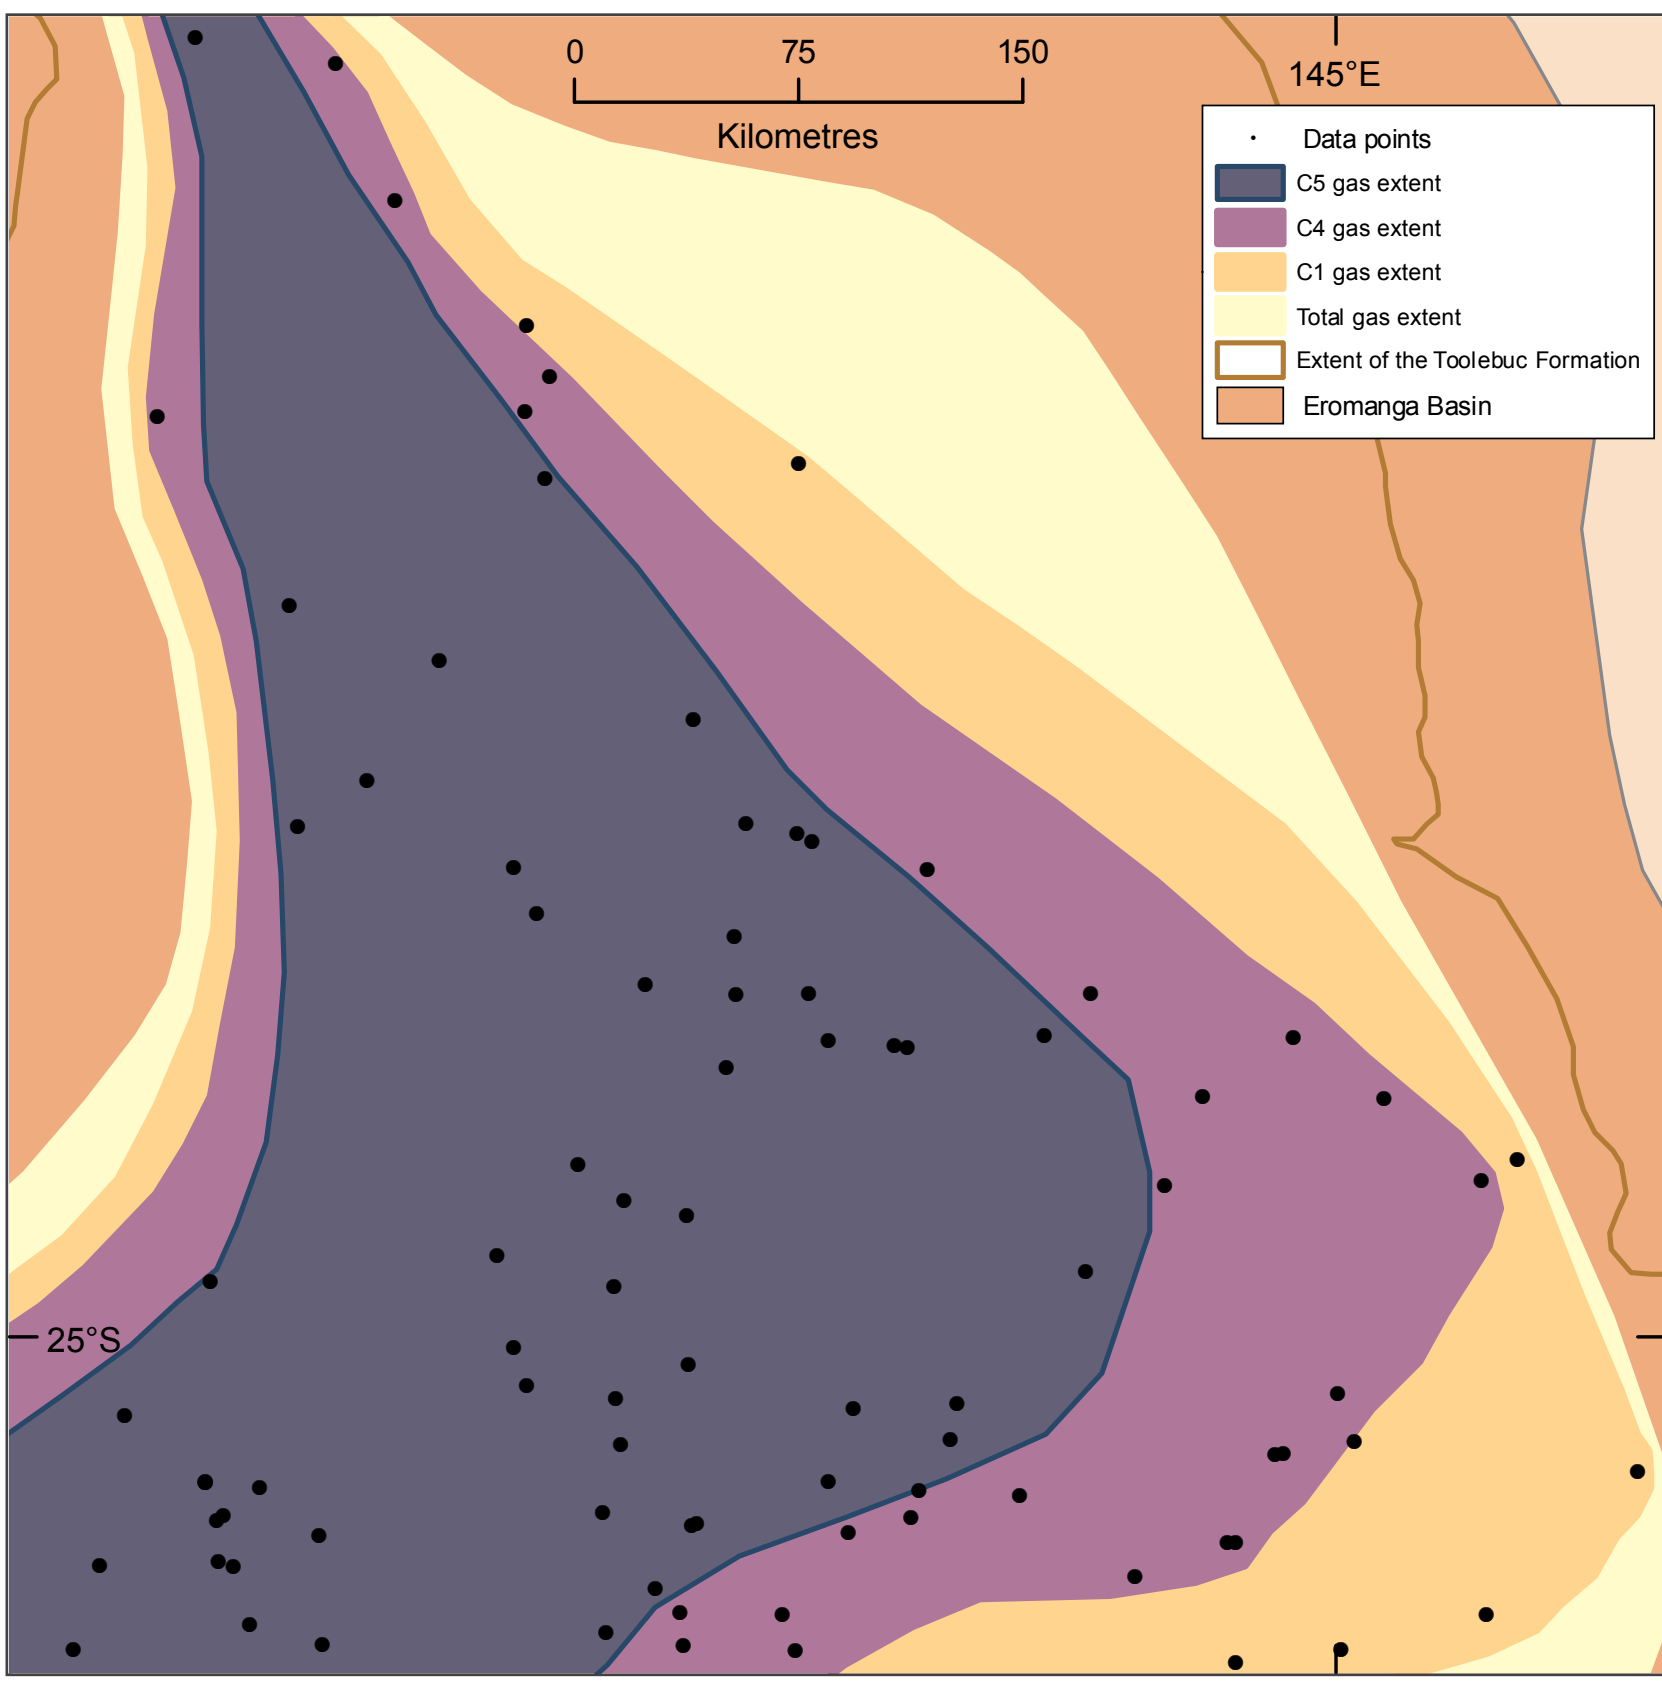 0 75 150
Kilometres
145°E
Data points
C5 gas extent
C4 gas extent
C1 gas extent
Total gas extent
Extent of the Toolebuc Formation
Eromanga Basin
25°S